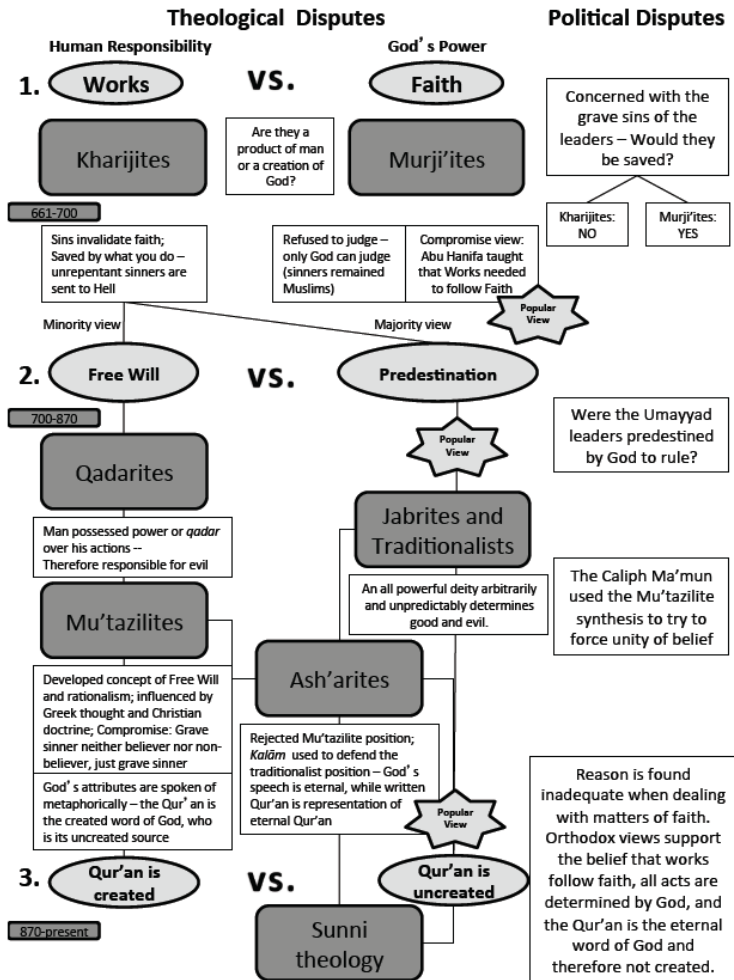 Theological Disputes
Political Disputes
Human Responsibility
God's Power
1.
Works
vs.
Faith
Kharijites
Are they a
product of man
or a creation of
God?
Murji'ites
Concerned with the
grave sins of the
leaders – Would they
be saved?
Kharijites:
NO
Murji'ites:
YES
661-700
Sins invalidate faith;
Saved by what you do –
unrepentant sinners are
sent to Hell
Refused to judge –
only God can judge
(sinners remained
Muslims)
Compromise view:
Abu Hanifa taught
that Works needed
to follow Faith
Popular
View
Minority view
Majority view
2.
Free Will
vs.
Predestination
700-870
Popular
View
Were the Umayyad
leaders predestined
by God to rule?
Qadarites
Man possessed power or qadar
over his actions --
Therefore responsible for evil
Jabrites and
Traditionalists
An all powerful deity arbitrarily
and unpredictably determines
good and evil.
The Caliph Ma'mun
used the Mu'tazilite
synthesis to try to
force unity of belief
Mu'tazilites
Developed concept of Free Will
and rationalism; influenced by
Greek thought and Christian
doctrine; Compromise: Grave
sinner neither believer nor non-
believer, just grave sinner
God's attributes are spoken of
metaphorically – the Qur'an is
the created word of God, who
is its uncreated source
Ash'arites
Rejected Mu'tazilite position;
Kalām used to defend the
traditionalist position – God's
speech is eternal, while written
Qur'an is representation of
eternal Qur'an
Popular
View
Reason is found
inadequate when dealing
with matters of faith.
Orthodox views support
the belief that works
follow faith, all acts are
determined by God, and
the Qur'an is the eternal
word of God and
therefore not created.
3.
Qur'an is
created
vs.
Qur'an is
uncreated
870-present
Sunni
theology